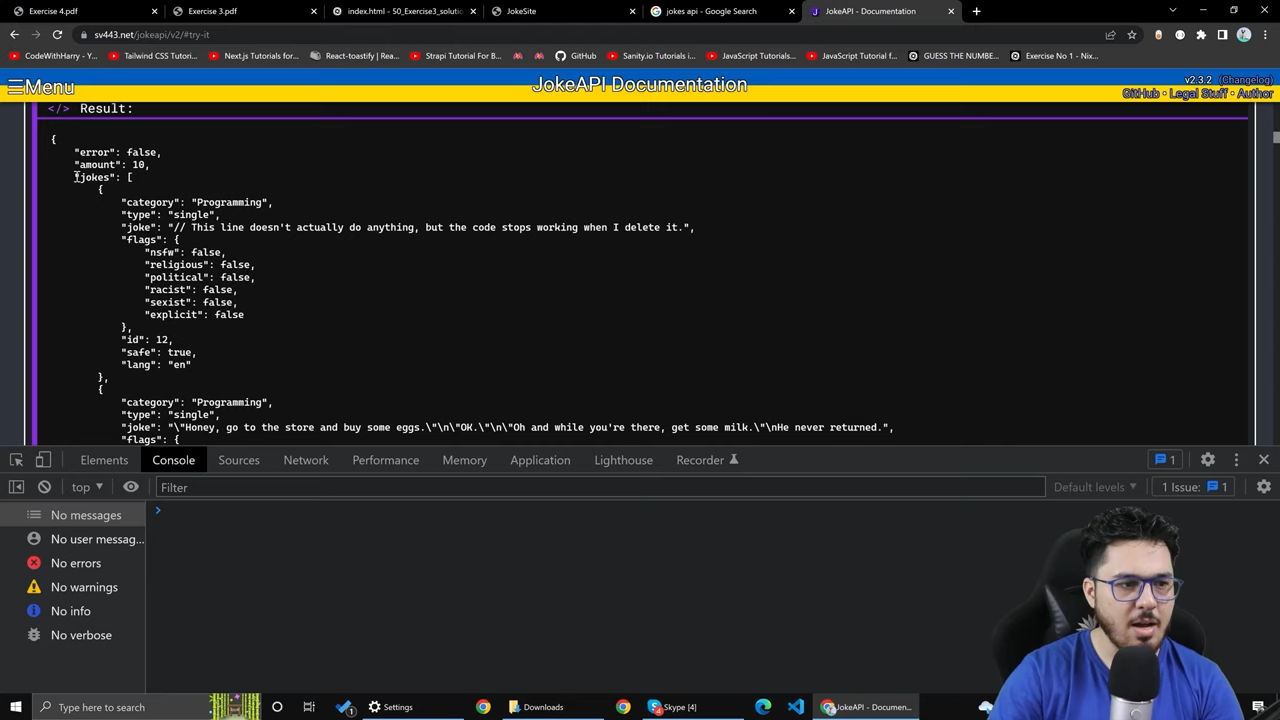 Exercise 4.pdf
Exercise 3.pdf
index.html - 50_Exercise3_soluti
JokeSite
jokes api - Google Search
JokeAPI - Documentation
sv443.net/jokeapi/v2/#try-it
CodeWithHarry - Y...
Tailwind CSS Tutori...
Next.js Tutorials for...
React-toastify | Rea...
Strapi Tutorial For B...
GitHub
Sanity.io Tutorials i...
JavaScript Tutorials...
JavaScript Tutorial f...
GUESS THE NUMBE...
Exercise No 1 - Nix...
Menu
JokeAPI Documentation
v2.3.2 (Changelog)
GitHub • Legal Stuff • Author
</> Result:
{
"error": false,
"amount": 10,
"jokes": [
{
"category": "Programming",
"type": "single",
"joke": "// This line doesn't actually do anything, but the code stops working when I delete it.",
"flags": {
"nsfw": false,
"religious": false,
"political": false,
"racist": false,
"sexist": false,
"explicit": false
},
"id": 12,
"safe": true,
"lang": "en"
},
{
"category": "Programming",
"type": "single",
"joke": "\"Honey, go to the store and buy some eggs.\"\n\"OK.\"\n\"Oh and while you're there, get some milk.\"\nHe never returned.",
"flags": {
Elements
Console
Sources
Network
Performance
Memory
Application
Lighthouse
Recorder
1
top
Filter
Default levels
1 Issue: 1
No messages
No user messag...
No errors
No warnings
No info
No verbose
Type here to search
1
Settings
Downloads
Skype [4]
JokeAPI - Documen...